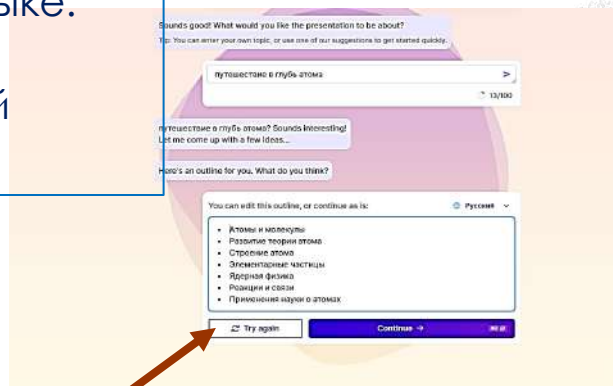 ыке.
й
Sounds good! What would you like the presentation to be about?
Tip: You can enter your own topic, or use one of our suggestions to get started quickly.
путешествие в глубь атома
13/100
путешествие в глубь атома? Sounds interesting!
Let me come up with a few ideas...
Here's an outline for you. What do you think?
You can edit this outline, or continue as is:
Русский
• Атомы и молекулы
• Развитие теории атома
• Строение атома
• Элементарные частицы
• Ядерная физика
• Реакции и связи
• Применения науки о атомах
Try again
Continue →